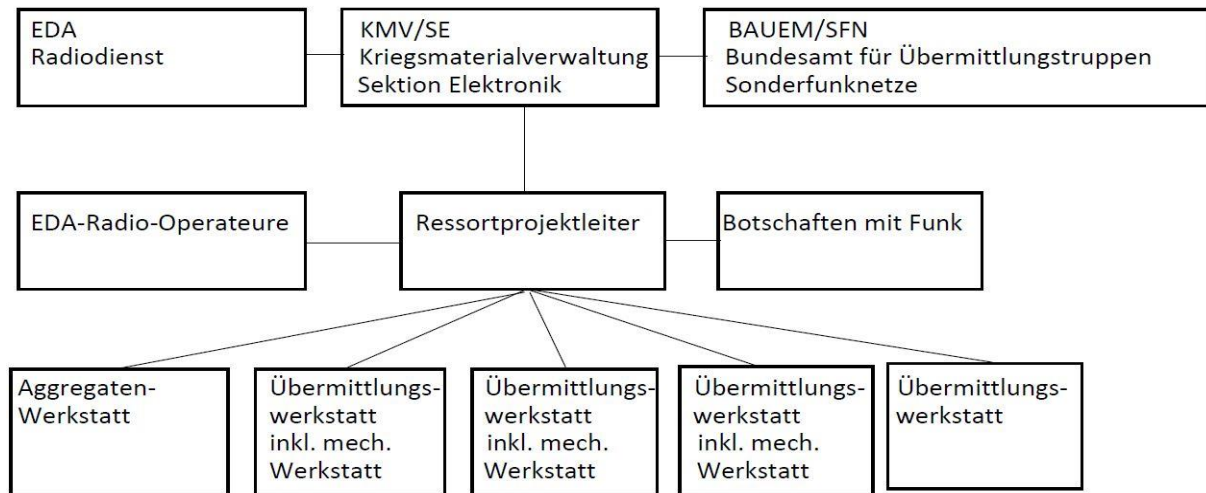 EDA
Radiodienst
KMV/SE
Kriegsmaterialverwaltung
Sektion Elektronik
BAUEM/SFN
Bundesamt für Übermittlungstruppen
Sonderfunknetze
EDA-Radio-Operateure
Ressortprojektleiter
Botschaften mit Funk
Aggregaten-
Werkstatt
Übermittlungs-
werkstatt
inkl. mech.
Werkstatt
Übermittlungs-
werkstatt
inkl. mech.
Werkstatt
Übermittlungs-
werkstatt
inkl. mech.
Werkstatt
Übermittlungs-
werkstatt